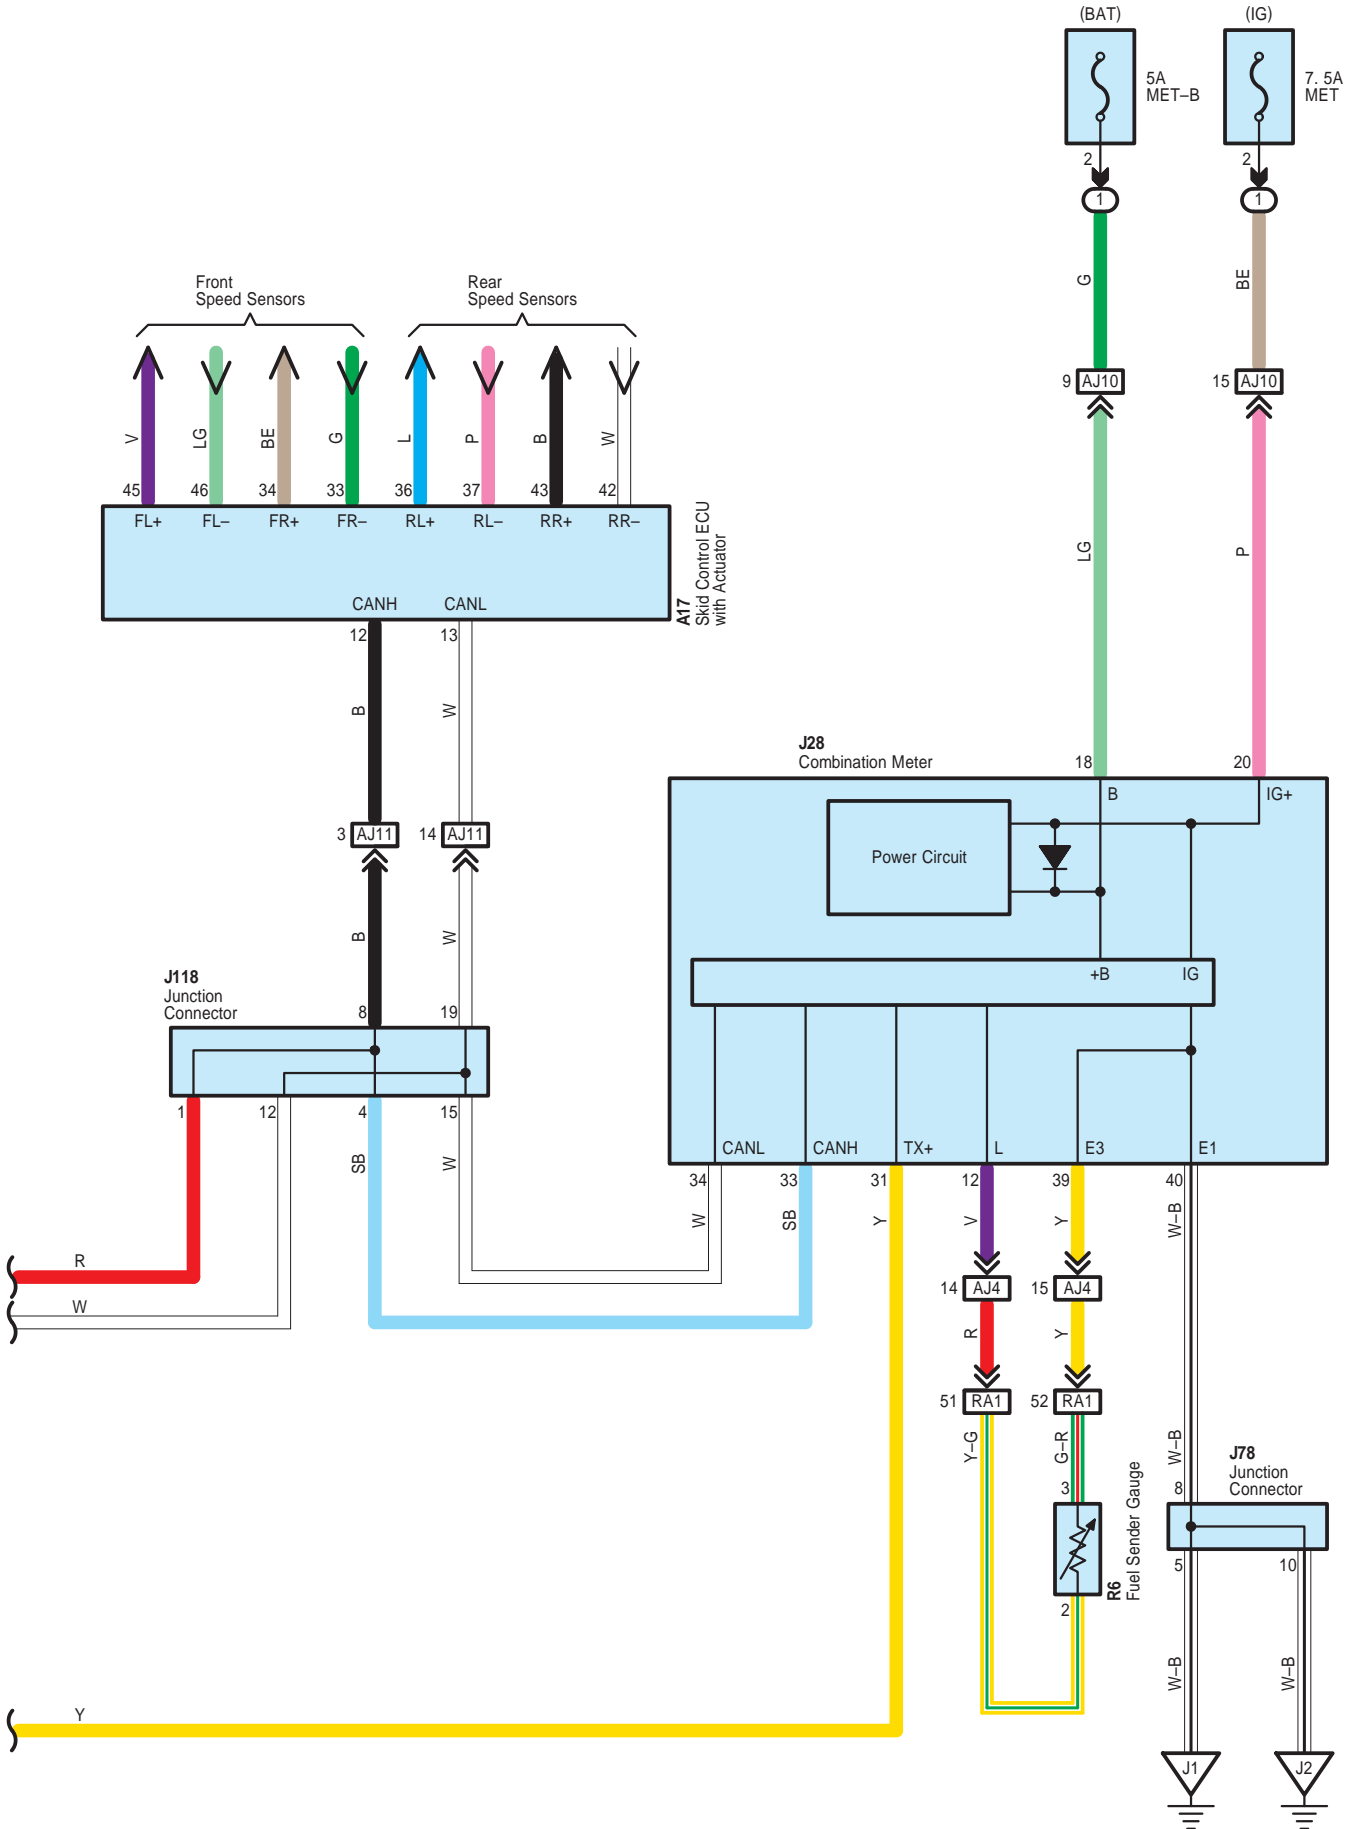 (BAT)
(IG)
5A
MET–B
7. 5A
MET
2
2
1
1
G
BE
Front
Speed Sensors
Rear
Speed Sensors
9 AJ10
15 AJ10
V
LG
BE
G
L
P
B
W
45
46
34
33
36
37
43
42
FL+
FL–
FR+
FR–
RL+
RL–
RR+
RR–
LG
P
CANH
CANL
A17
Skid Control ECU
with Actuator
12
13
B
W
J28
Combination Meter
18
20
B
IG+
3 AJ11
14 AJ11
Power Circuit
B
W
+B
IG
J118
Junction
Connector
8
19
1
12
4
15
SB
W
CANL
CANH
TX+
L
E3
E1
34
33
31
12
39
40
W
SB
Y
V
Y
W–B
R
W
14 AJ4
15 AJ4
R
Y
51 RA1
52 RA1
Y–G
G–R
W–B
J78
Junction
Connector
3
8
R6
Fuel Sender Gauge
5
10
2
W–B
W–B
Y
J1
J2